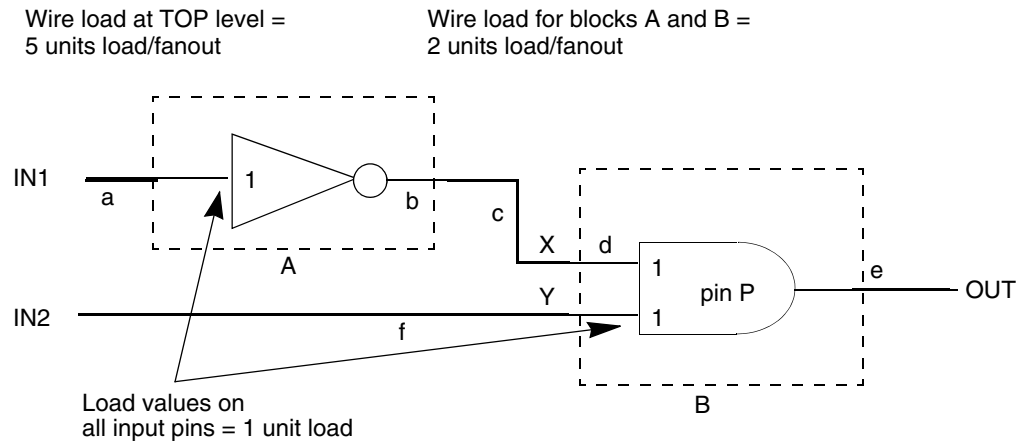 Wire load at TOP level =
5 units load/fanout
Wire load for blocks A and B =
2 units load/fanout
IN1
a
1
b
c
A
X
d
1
e
pin P
OUT
Y
1
IN2
f
B
Load values on
all input pins = 1 unit load